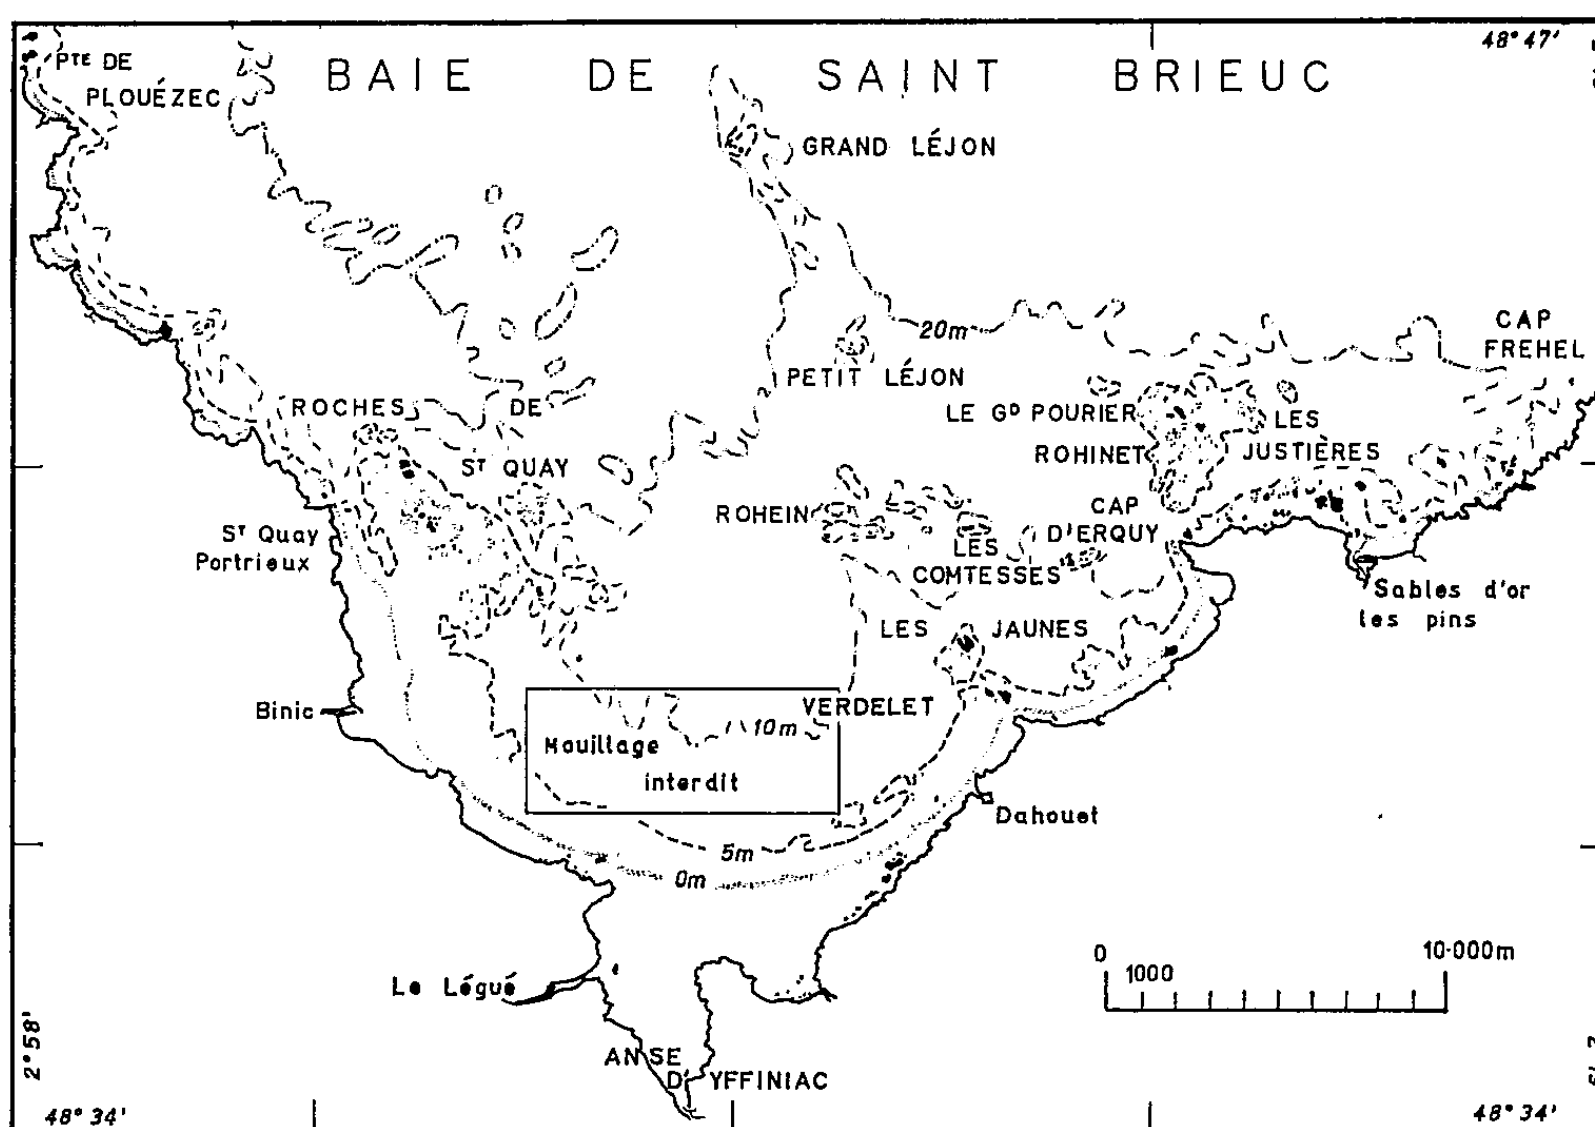 48° 47'
PTE DE
PLOUÉZEC
BAIE DE SAINT BRIEUC
GRAND LÉJON
20m
CAP
FREHEL
PETIT LÉJON
ROCHES DE
ST QUAY
LE GD POURIER
LES
JUSTIÈRES
ROHINET
ROHEIN
CAP
D'ERQUY
ST Quay
Portrieux
LES
COMTESSES
Sables d'or
les pins
LES JAUNES
Binic
VERDELET
10m
Mouillage
interdit
Dahouet
5m
0m
0 10.000m
1000
Le Légué
ANSE
D'YFFINIAC
2° 58'
48° 34'
48° 34'